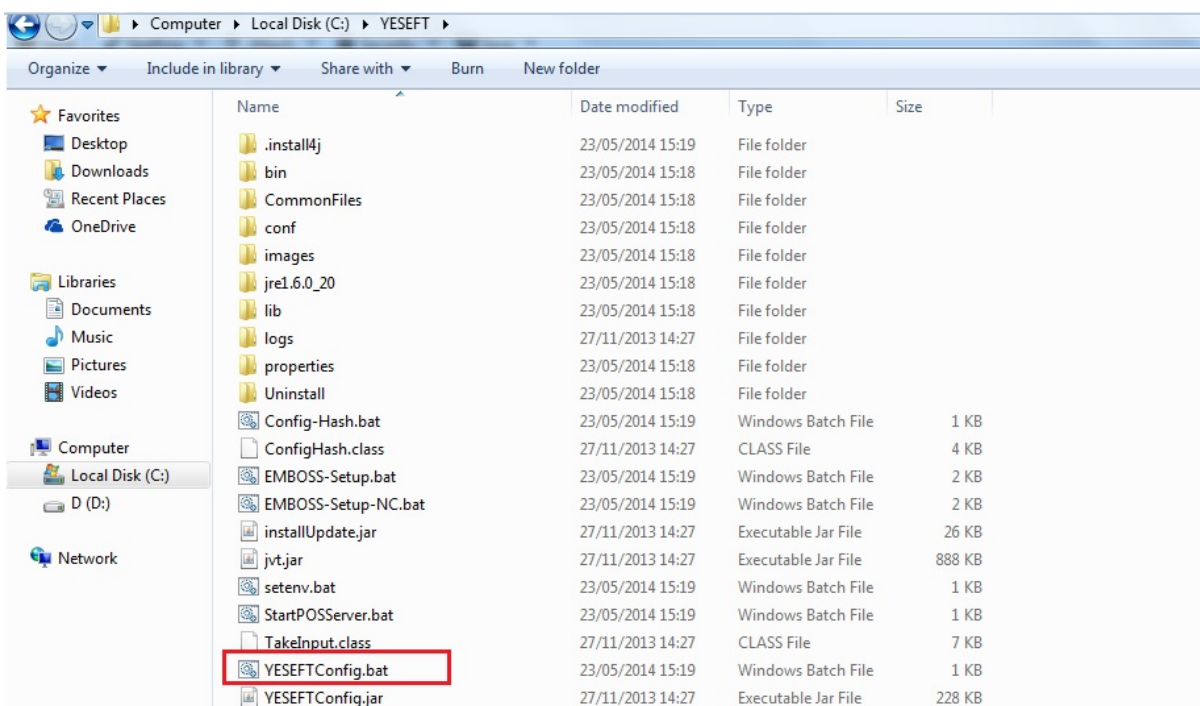 Computer Local Disk (C:) YESEFT
Organize Include in library Share with Burn New folder
Name Date modified Type Size
Favorites
Desktop
Downloads
Recent Places
OneDrive
Libraries
Documents
Music
Pictures
Videos
Computer
Local Disk (C:)
D (D:)
Network
.install4j 23/05/2014 15:19 File folder
bin 23/05/2014 15:18 File folder
CommonFiles 23/05/2014 15:18 File folder
conf 23/05/2014 15:18 File folder
images 23/05/2014 15:18 File folder
jre1.6.0_20 23/05/2014 15:18 File folder
lib 23/05/2014 15:18 File folder
logs 27/11/2013 14:27 File folder
properties 23/05/2014 15:18 File folder
Uninstall 23/05/2014 15:18 File folder
Config-Hash.bat 23/05/2014 15:19 Windows Batch File 1 KB
ConfigHash.class 27/11/2013 14:27 CLASS File 4 KB
EMBOSS-Setup.bat 23/05/2014 15:19 Windows Batch File 2 KB
EMBOSS-Setup-NC.bat 23/05/2014 15:19 Windows Batch File 2 KB
installUpdate.jar 27/11/2013 14:27 Executable Jar File 26 KB
jvt.jar 27/11/2013 14:27 Executable Jar File 888 KB
setenv.bat 23/05/2014 15:19 Windows Batch File 1 KB
StartPOSServer.bat 23/05/2014 15:19 Windows Batch File 1 KB
TakeInput.class 27/11/2013 14:27 CLASS File 7 KB
YESEFTConfig.bat 23/05/2014 15:19 Windows Batch File 1 KB
YESEFTConfig.jar 27/11/2013 14:27 Executable Jar File 228 KB